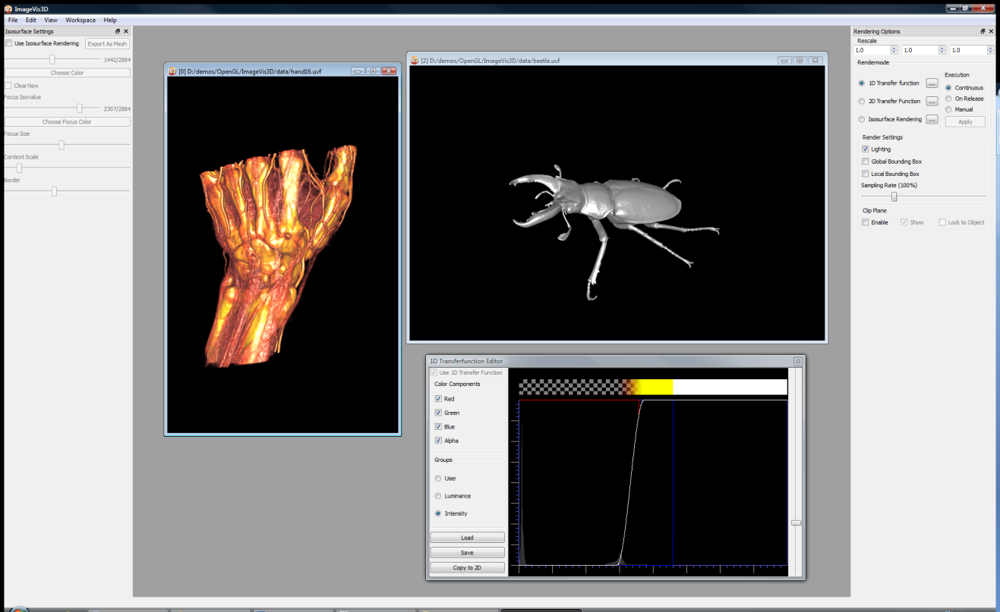 ImageVis3D
File Edit View Workspace Help
Isosurface Settings
Use Isosurface Rendering
Export As Mesh
1442/2884
Choose Color
ClearView
Focus Isovalue
2307/2884
Choose Focus Color
Focus Size
Context Scale
Border
[0] D:/demos/OpenGL/ImageVis3D/data/hand16.uvf
[2] D:/demos/OpenGL/ImageVis3D/data/beetle.uvf
1D Transferfunction Editor
Use 1D Transfer Function
Color Components
Red
Green
Blue
Alpha
Groups
User
Luminance
Intensity
Load
Save
Copy to 2D
Rendering Options
Rescale
1.0 1.0 1.0
Rendermode
1D Transfer function ...
2D Transfer Function ...
Isosurface Rendering ...
Execution
Continuous
On Release
Manual
Apply
Render Settings
Lighting
Global Bounding Box
Local Bounding Box
Sampling Rate (100%)
Clip Plane
Enable Show Lock to Object